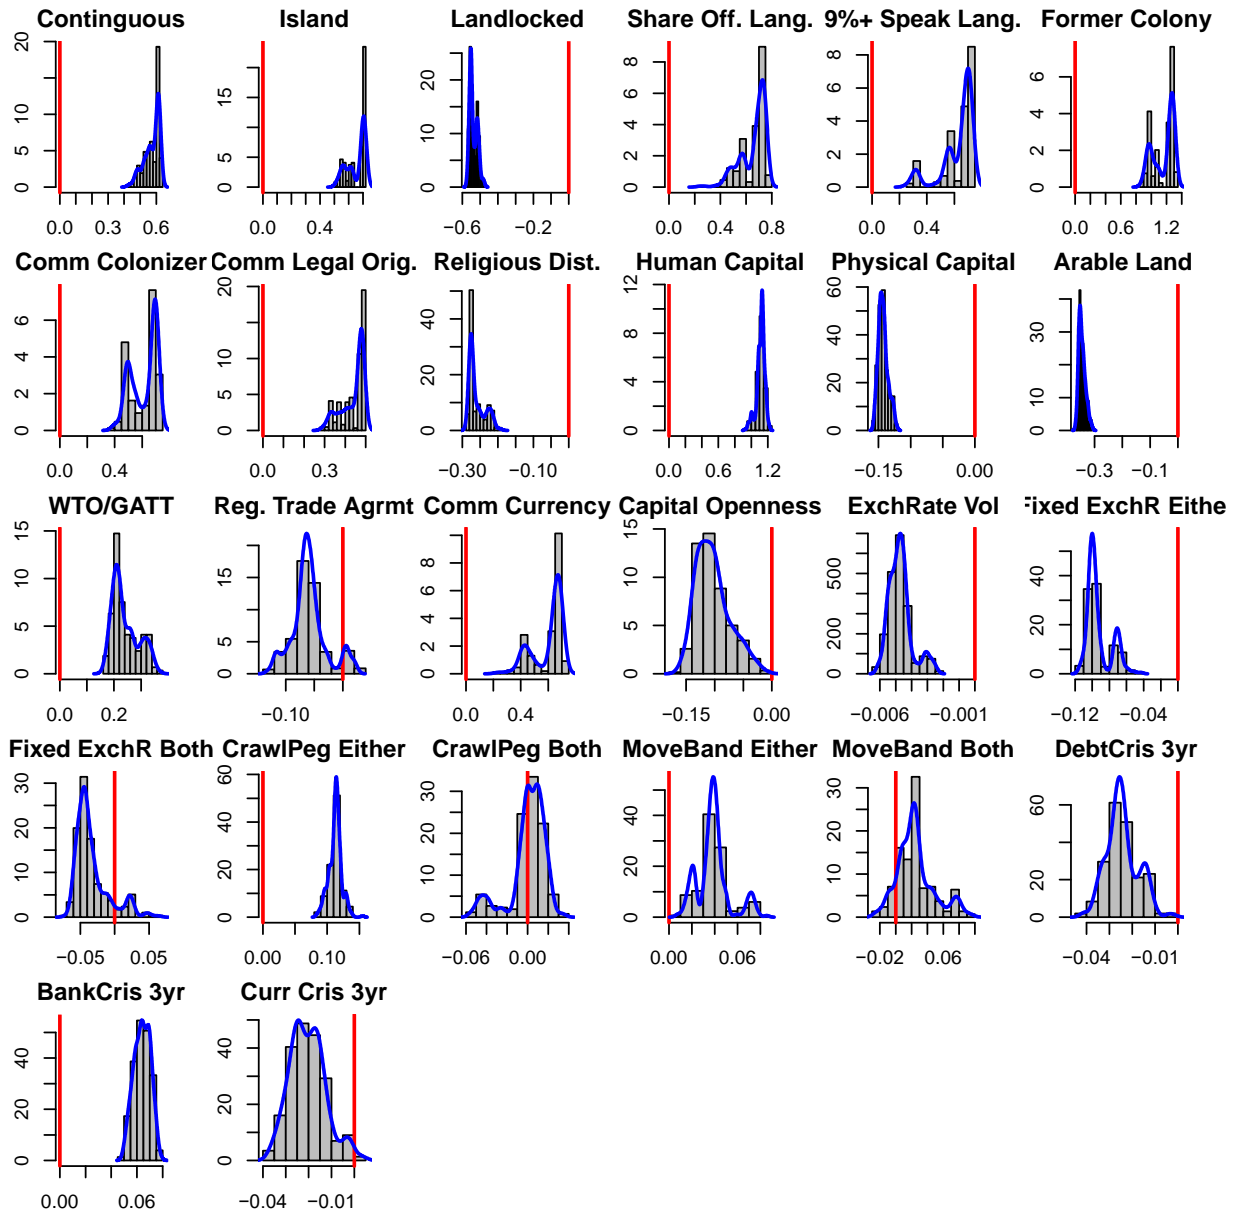 Continguous Island Landlocked Share Off. Lang. 9%+ Speak Lang. Former Colony
0 5 10 15 20 5 15 0 5 10 20 0 2 4 6 8 0 2 4 6 8 0 2 4 6
0.0 0.3 0.6 0.0 0.4 −0.6 −0.2 0.0 0.4 0.8 0.0 0.4 0.0 0.6 1.2
Comm Colonizer Comm Legal Orig. Religious Dist. Human Capital Physical Capital Arable Land
0 2 4 6 0 5 10 15 20 0 20 40 0 4 8 12 0 20 40 60 0 10 30
0.0 0.4 0.0 0.3 −0.30 −0.10 0.0 0.6 1.2 −0.15 0.00 −0.3 −0.1
WTO/GATT Reg. Trade Agrmt Comm Currency Capital Openness ExchRate Vol Fixed ExchR Eithe
0 5 10 15 0 5 15 0 2 4 6 8 0 5 10 15 0 200 500 0 20 40
0.0 0.2 −0.10 0.0 0.4 −0.15 0.00 −0.006 −0.001 −0.12 −0.04
Fixed ExchR Both CrawlPeg Either CrawlPeg Both MoveBand Either MoveBand Both DebtCris 3yr
0 10 20 30 0 20 40 60 0 10 20 30 0 20 40 0 10 20 30 0 20 60
−0.05 0.05 0.00 0.10 −0.06 0.00 0.00 0.06 −0.02 0.06 −0.04 −0.01
BankCris 3yr Curr Cris 3yr
0 20 40 0 20 40
0.00 0.06 −0.04 −0.01